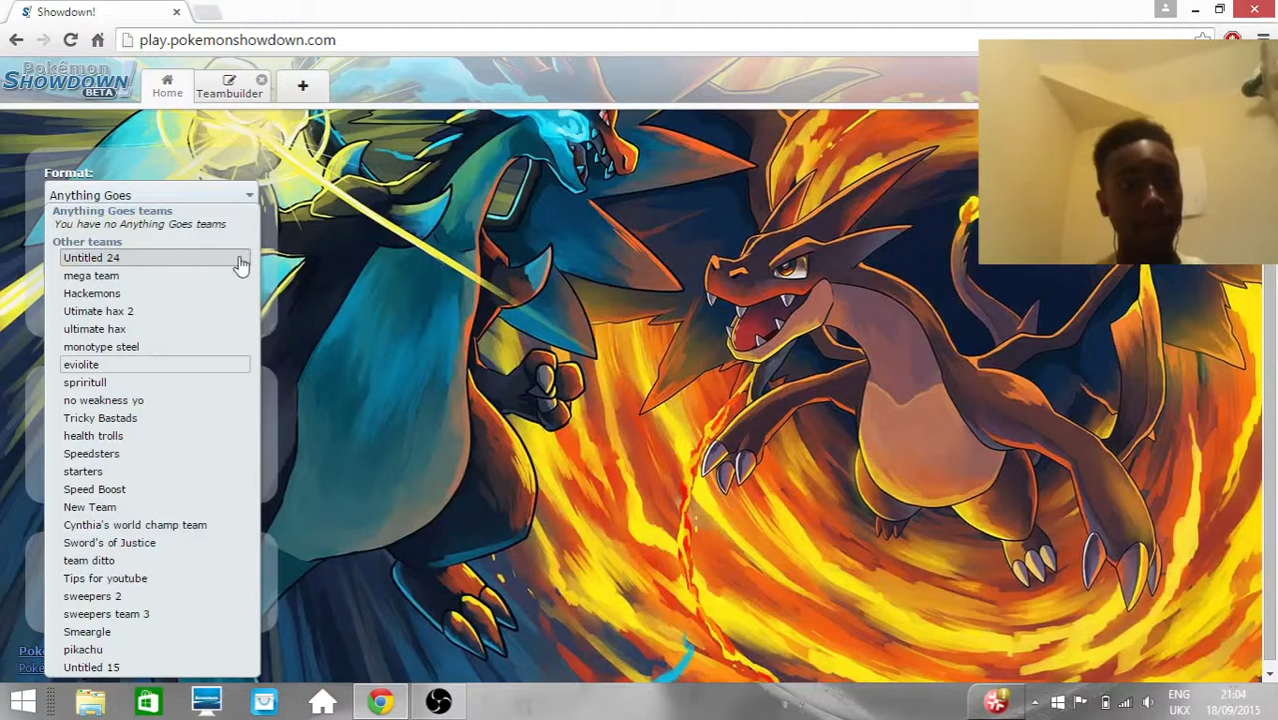 Showdown!
play.pokemonshowdown.com
Pokémon
SHOWDOWN
BETA
Home
Teambuilder
Format:
Anything Goes
Anything Goes teams
You have no Anything Goes teams
Other teams
Untitled 24
mega team
Hackemons
Utimate hax 2
ultimate hax
monotype steel
eviolite
spriritull
no weakness yo
Tricky Bastads
health trolls
Speedsters
starters
Speed Boost
New Team
Cynthia's world champ team
Sword's of Justice
team ditto
Tips for youtube
sweepers 2
sweepers team 3
Smeargle
pikachu
Untitled 15
Pok
Poké
ENG
UKX
21:04
18/09/2015